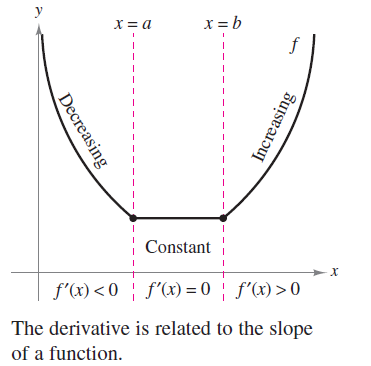 y
x = a
x = b
f
Decreasing
Increasing
Constant
x
f′(x) < 0
f′(x) = 0
f′(x) > 0
The derivative is related to the slope
of a function.